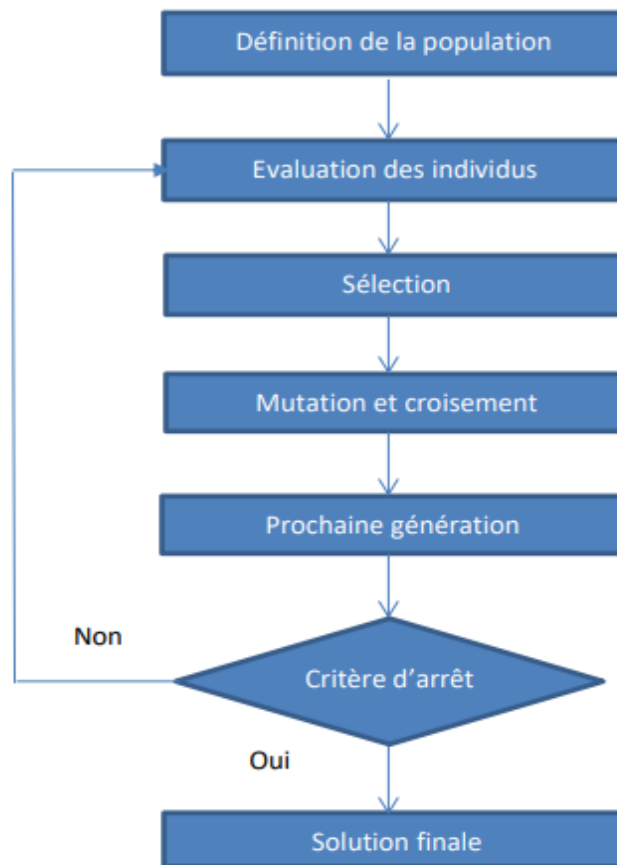 Définition de la population
Evaluation des individus
Sélection
Mutation et croisement
Prochaine génération
Non
Critère d'arrêt
Oui
Solution finale